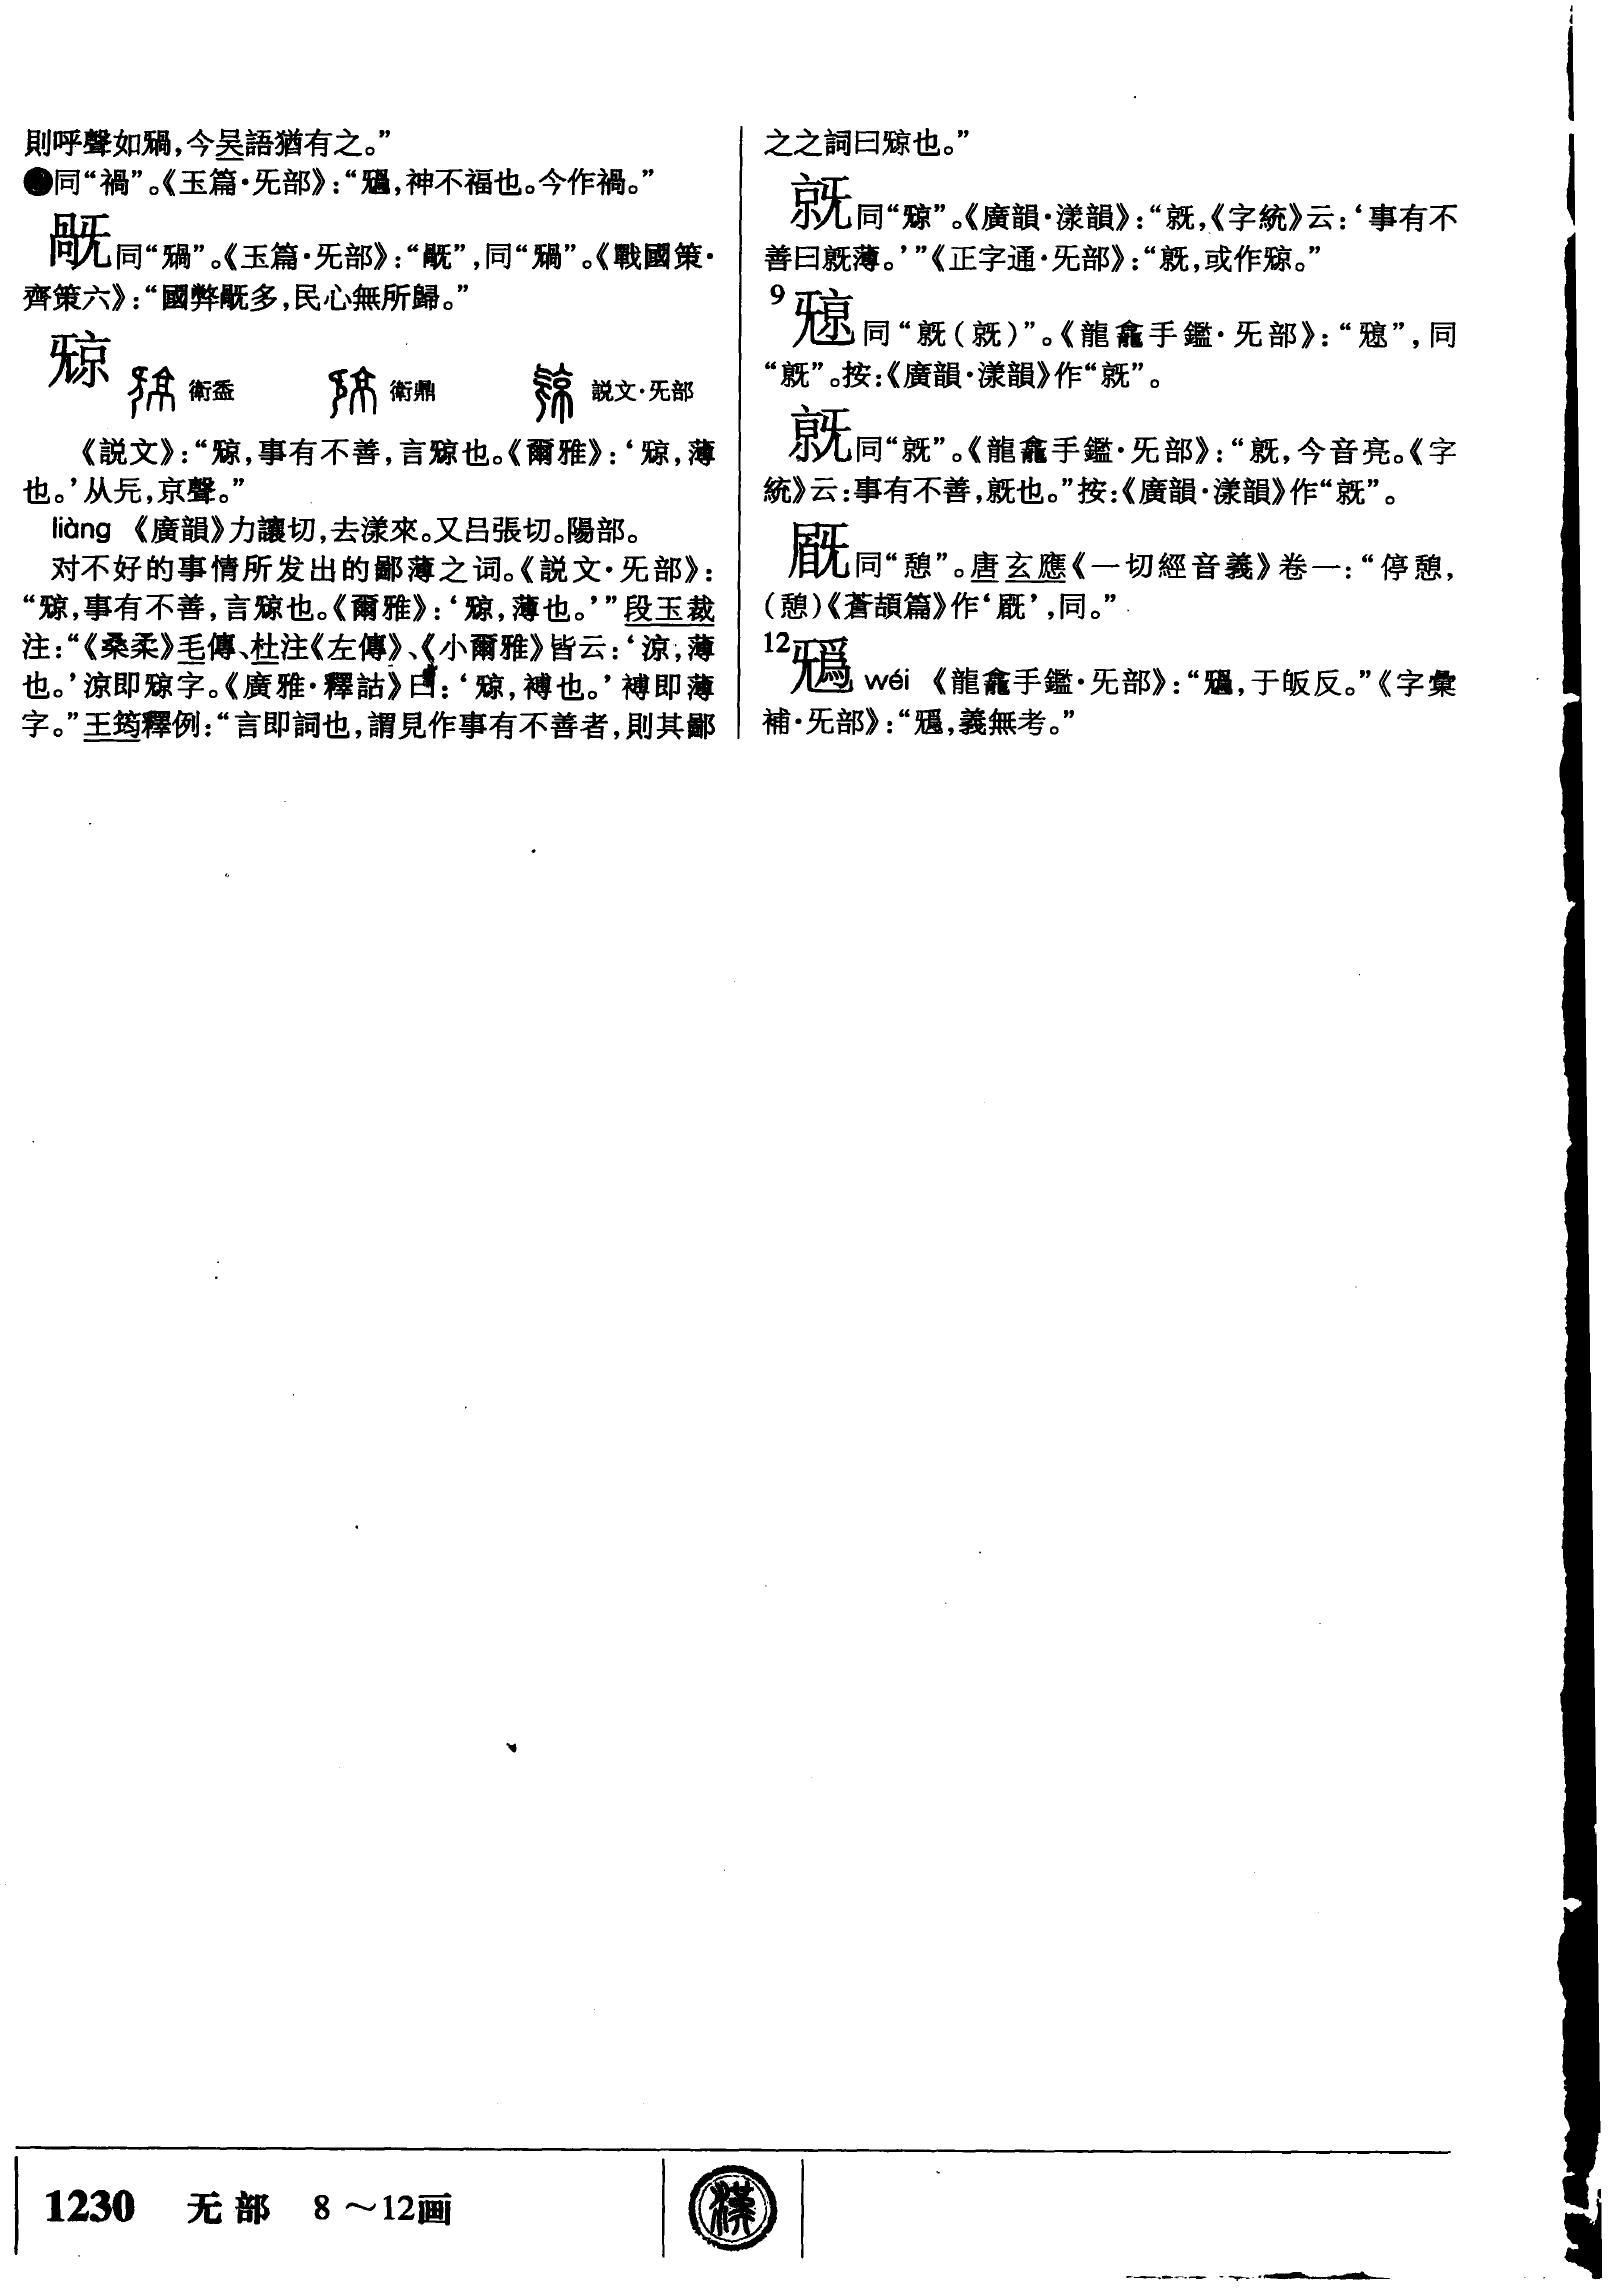 則呼聲如𣄸,今吴語猶有之。”
同“禍”。《玉篇·旡部》:“𣄸,神不福也。今作禍。”
同“𣄸”。《玉篇·旡部》:“”,同“𣄸”。《戰國策·
齊策六》:“國弊多,民心無所歸。”
𣄴 衛盉 衛鼎 説文·旡部
《説文》:“𣄴,事有不善,言𣄴也。《爾雅》:‘𣄴,薄
也。’从旡,京聲。”
liàng 《廣韻》力讓切,去漾來。又吕張切。陽部。
对不好的事情所发出的鄙薄之词。《説文·旡部》:
“𣄴,事有不善,言𣄴也。《爾雅》:‘𣄴,薄也。’”段玉裁
注:“《桑柔》毛傳、杜注《左傳》、《小爾雅》皆云:‘涼,薄
也。’涼即𣄴字。《廣雅·釋詁》曰:‘𣄴,䙏也。’䙏即薄
字。”王筠釋例:“言即詞也,謂見作事有不善者,則其鄙
之之詞曰𣄴也。”
同“𣄴”。《廣韻·漾韻》:“,《字統》云:‘事有不
善曰薄。’”《正字通·旡部》:“,或作𣄴。”
9
同“()”。《龍龕手鑑·旡部》:“”,同
“”。按:《廣韻·漾韻》作“”。
同“”。《龍龕手鑑·旡部》:“,今音亮。《字
統》云:事有不善,也。”按:《廣韻·漾韻》作“”。
同“憩”。唐玄應《一切經音義》卷一:“停憩,
(憩)《蒼頡篇》作‘’,同。”
12
wéi 《龍龕手鑑·旡部》:“,于皈反。”《字彙
補·旡部》:“,義無考。”
1230 无部 8～12画
漢